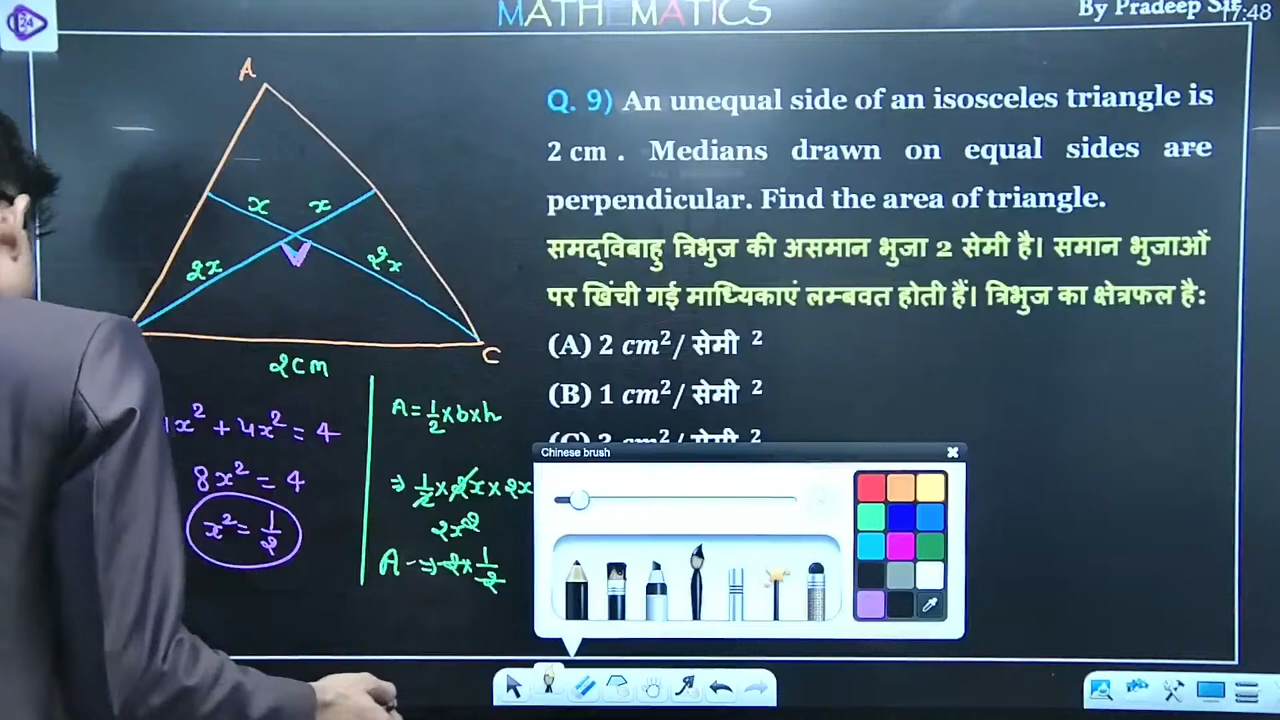 24
MATHEMATICS
By Pradeep Sir
17:48
Q. 9) An unequal side of an isosceles triangle is
2 cm . Medians drawn on equal sides are
perpendicular. Find the area of triangle.
समद्विबाहु त्रिभुज की असमान भुजा 2 सेमी है। समान भुजाओं
पर खिंची गई माध्यिकाएं लम्बवत होती हैं। त्रिभुज का क्षेत्रफल है:
(A) 2 cm²/ सेमी ²
(B) 1 cm²/ सेमी ²
A
x x
2x 2x
C
2CM
x² + 4x² = 4
8x² = 4
x² = 1/2
A = 1/2 × b × h
⇒ 1/2 × 2x × 2x
2x²
A ⇒ 2 × 1/2
Chinese brush